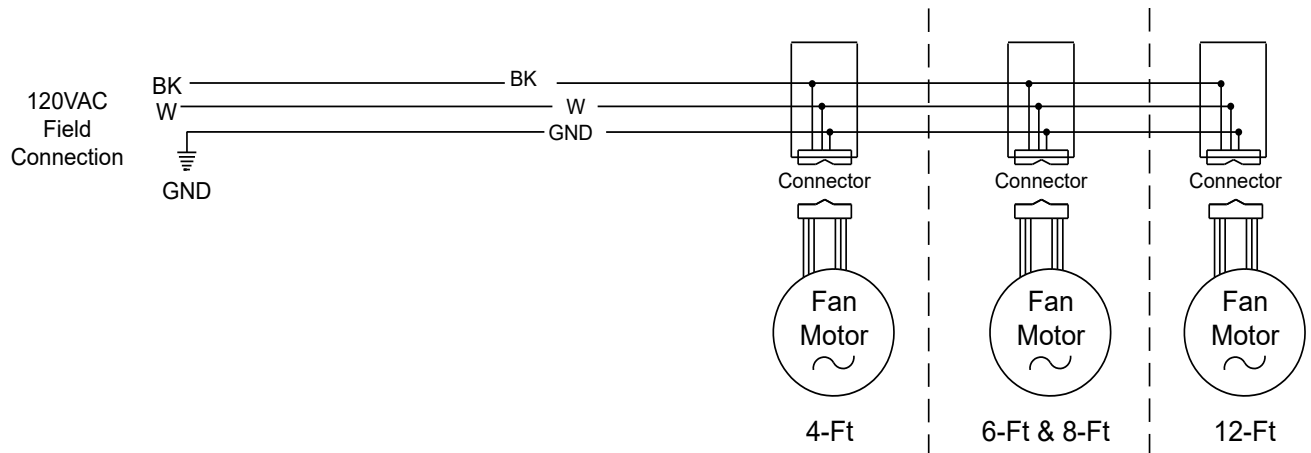 120VAC
Field
Connection
BK
W
GND
BK
W
GND
Connector
Connector
Connector
Fan
Motor
Fan
Motor
Fan
Motor
4-Ft
6-Ft & 8-Ft
12-Ft